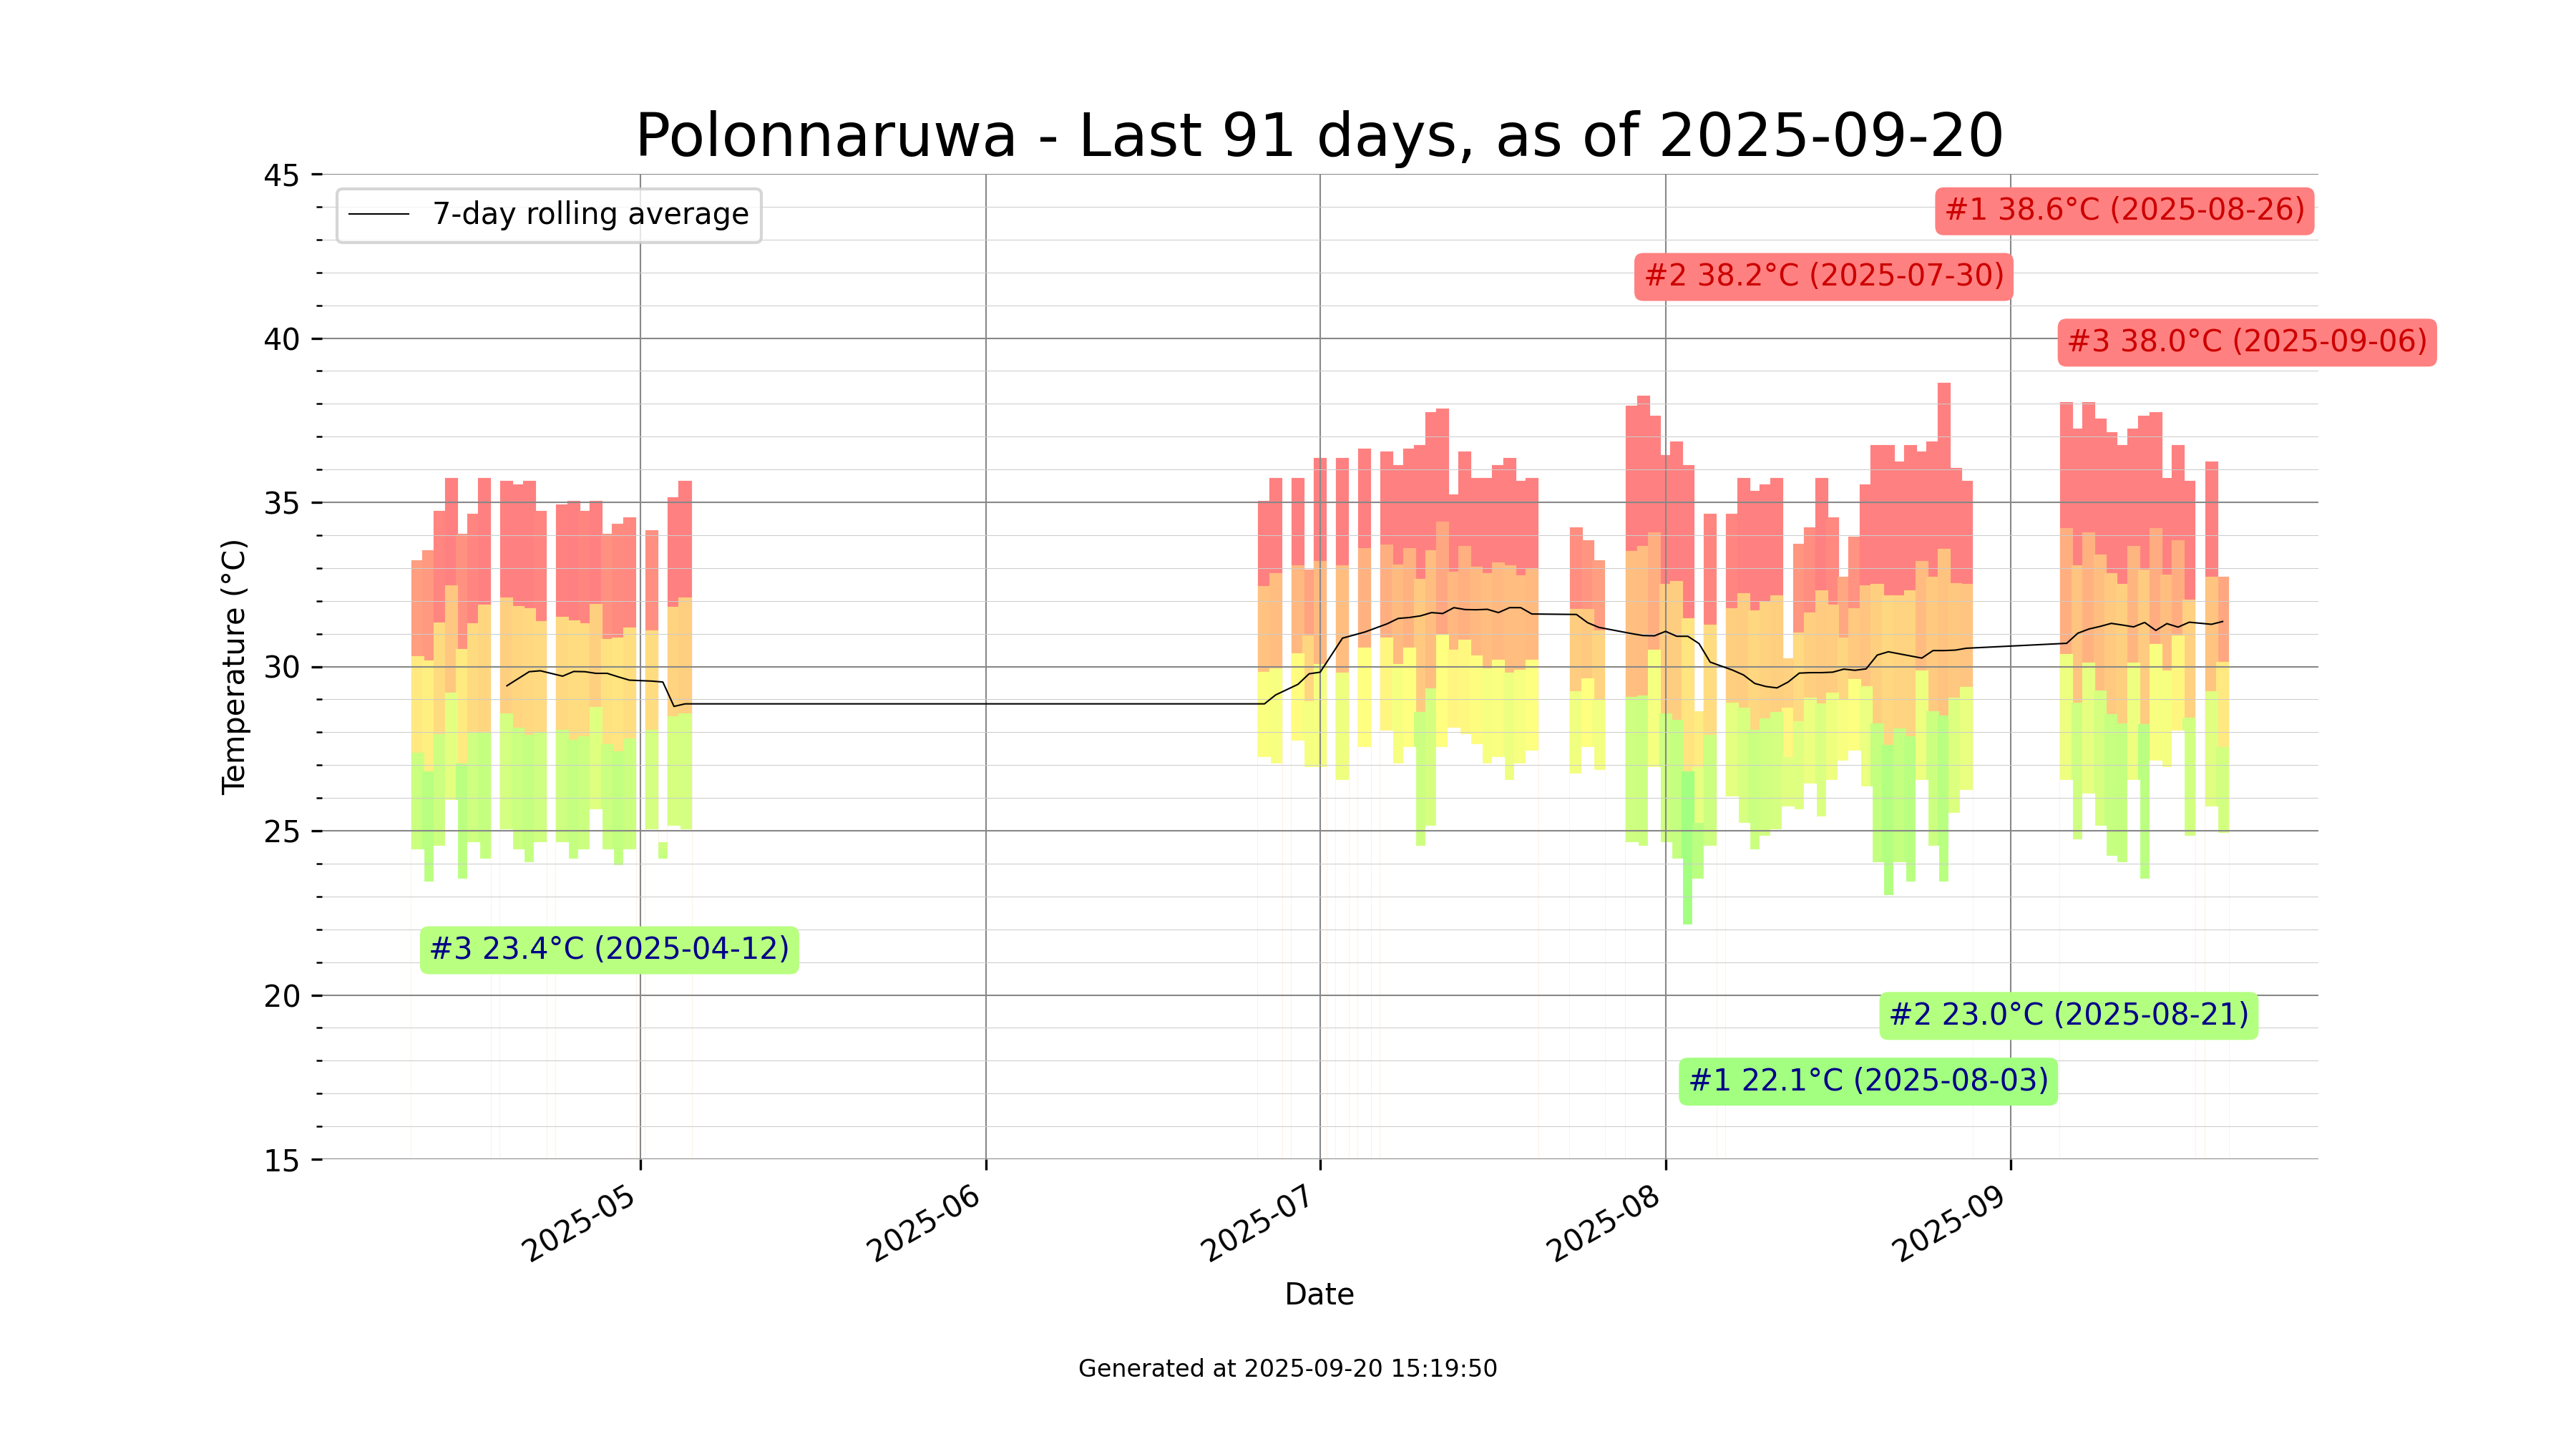 Polonnaruwa - Last 91 days, as of 2025-09-20
45
40
35
30
25
20
15
Temperature (°C)
7-day rolling average
#1 38.6°C (2025-08-26)
#2 38.2°C (2025-07-30)
#3 38.0°C (2025-09-06)
#3 23.4°C (2025-04-12)
#2 23.0°C (2025-08-21)
#1 22.1°C (2025-08-03)
2025-05
2025-06
2025-07
2025-08
2025-09
Date
Generated at 2025-09-20 15:19:50